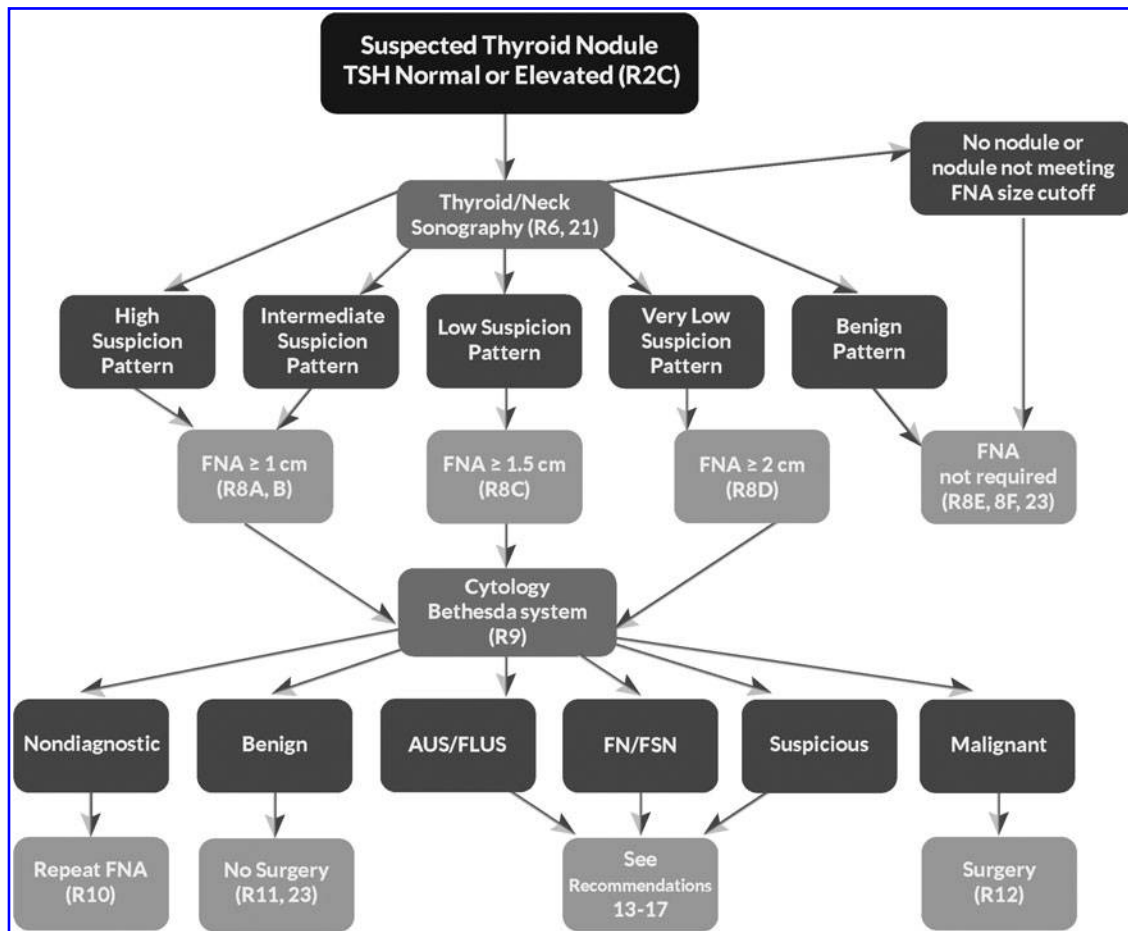 Suspected Thyroid Nodule
TSH Normal or Elevated (R2C)
No nodule or
nodule not meeting
FNA size cutoff
Thyroid/Neck
Sonography (R6, 21)
High
Suspicion
Pattern
Intermediate
Suspicion
Pattern
Low Suspicion
Pattern
Very Low
Suspicion
Pattern
Benign
Pattern
FNA ≥ 1 cm
(R8A, B)
FNA ≥ 1.5 cm
(R8C)
FNA ≥ 2 cm
(R8D)
FNA
not required
(R8E, 8F, 23)
Cytology
Bethesda system
(R9)
Nondiagnostic
Benign
AUS/FLUS
FN/FSN
Suspicious
Malignant
Repeat FNA
(R10)
No Surgery
(R11, 23)
See
Recommendations
13-17
Surgery
(R12)